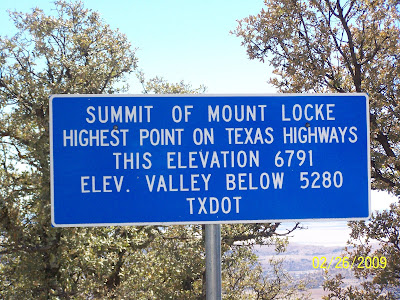 SUMMIT OF MOUNT LOCKE
HIGHEST POINT ON TEXAS HIGHWAYS
THIS ELEVATION 6791
ELEV. VALLEY BELOW 5280
TXDOT
02/25/2009